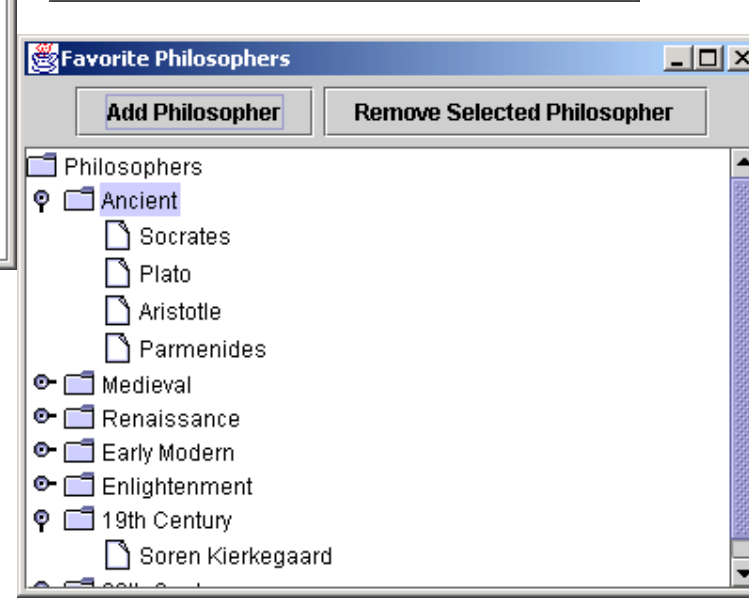 Favorite Philosophers
Add Philosopher Remove Selected Philosopher
Philosophers
Ancient
Socrates
Plato
Aristotle
Parmenides
Medieval
Renaissance
Early Modern
Enlightenment
19th Century
Soren Kierkegaard